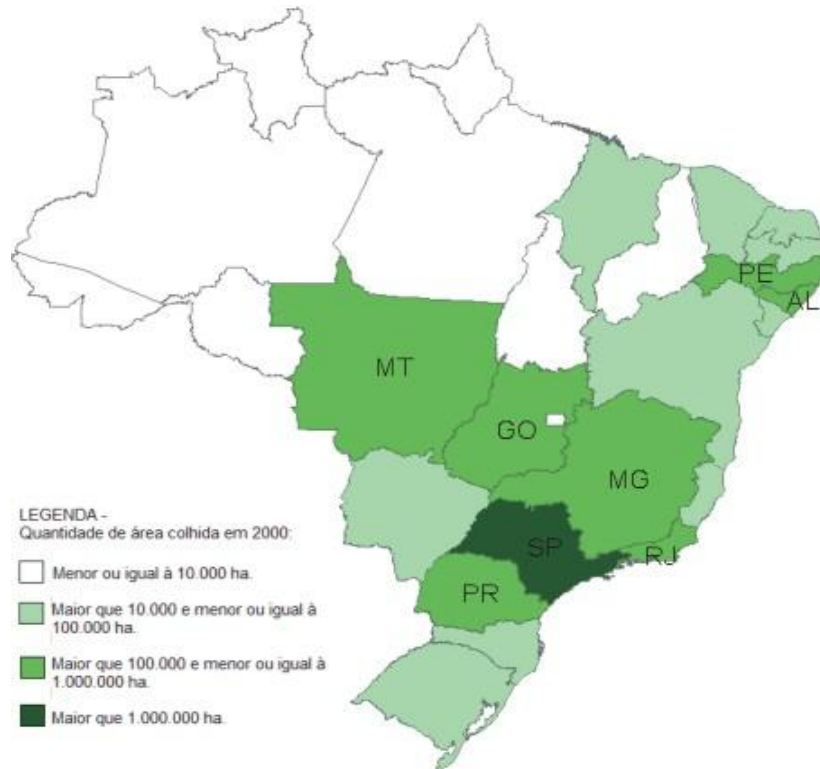 PE
AL
MT
GO
MG
SP
RJ
PR
LEGENDA -
Quantidade de área colhida em 2000:
Menor ou igual à 10.000 ha.
Maior que 10.000 e menor ou igual à
100.000 ha.
Maior que 100.000 e menor ou igual à
1.000.000 ha.
Maior que 1.000.000 ha.